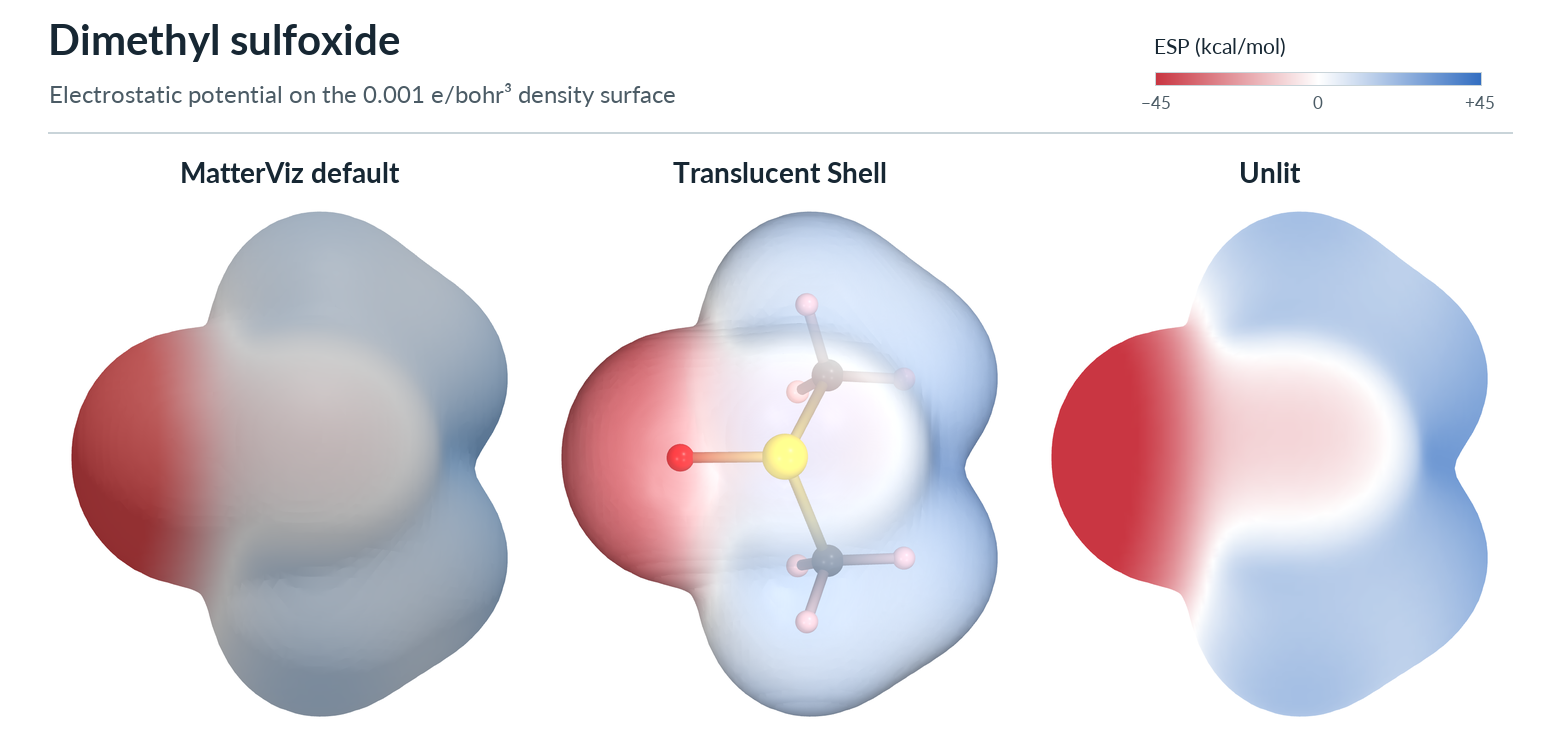 Dimethyl sulfoxide
Electrostatic potential on the 0.001 e/bohr³ density surface
ESP (kcal/mol)
−45 0 +45
MatterViz default
Translucent Shell
Unlit